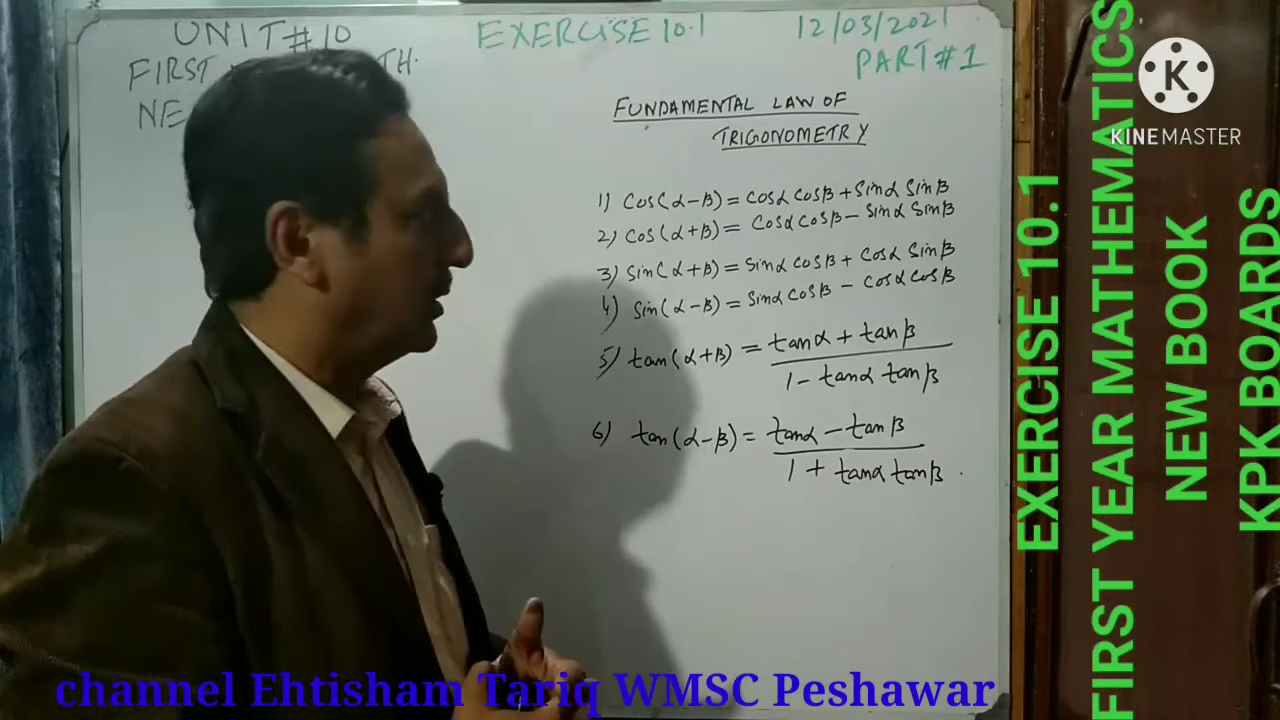 UNIT#10
EXERCISE 10.1
12/03/2021
FIRST TH.
PART#1
NE
FUNDAMENTAL LAW OF
TRIGONOMETRY
1) Cos(α-β) = cosα cosβ + Sinα Sinβ
2) Cos(α+β) = cosα cosβ - Sinα Sinβ
3) Sin(α+β) = Sinα cosβ + Cosα Sinβ
4) Sin(α-β) = Sinα cosβ - cosα cosβ
5) tan(α+β) = tanα + tanβ
1 - tanα tanβ
6) tan(α-β) = tanα - tanβ
1 + tanα tanβ.
K
KINEMASTER
EXERCISE 10.1
FIRST YEAR MATHEMATICS
NEW BOOK
KPK BOARDS
channel Ehtisham Tariq WMSC Peshawar